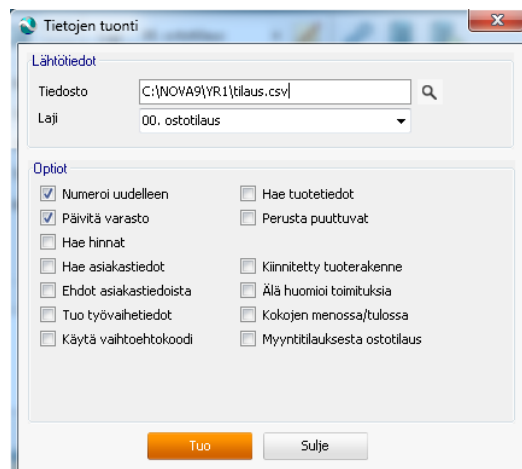 Tietojen tuonti
Lähtötiedot
Tiedosto C:\NOVA9\YR1\tilaus.csv
Laji 00. ostotilaus
Optiot
Numeroi uudelleen Hae tuotetiedot
Päivitä varasto Perusta puuttuvat
Hae hinnat
Hae asiakastiedot Kiinnitetty tuoterakenne
Ehdot asiakastiedoista Älä huomioi toimituksia
Tuo työvaihetiedot Kokojen menossa/tulossa
Käytä vaihtoehtokoodi Myyntitilauksesta ostotilaus
Tuo Sulje